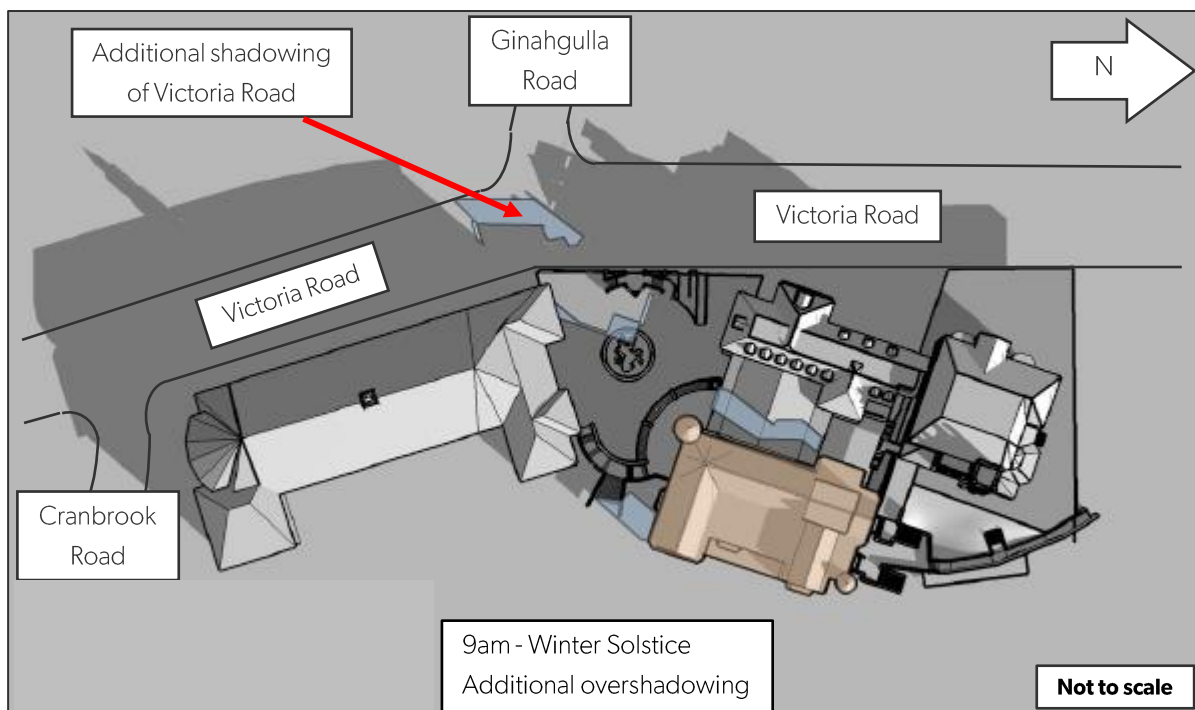 Additional shadowing
of Victoria Road
Ginahgulla
Road
N
Victoria Road
Victoria Road
Cranbrook
Road
9am - Winter Solstice
Additional overshadowing
Not to scale